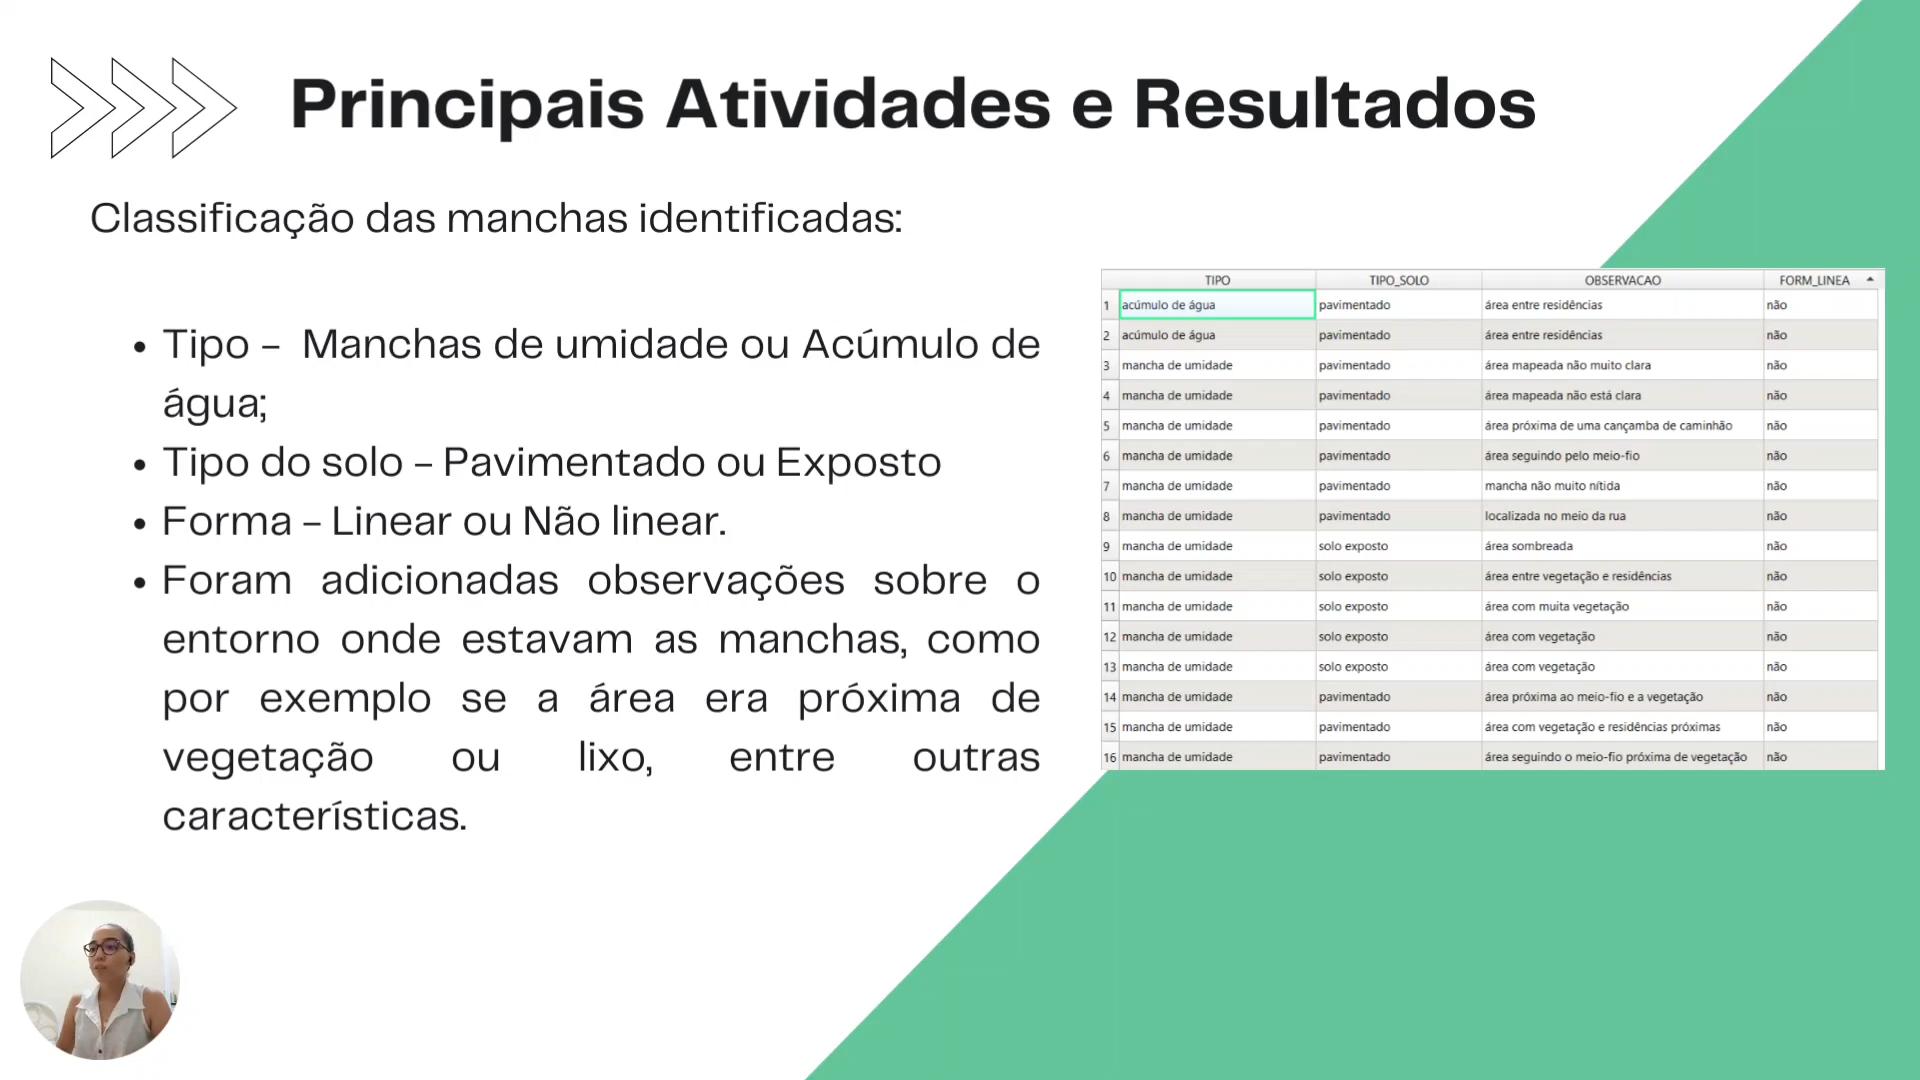 Principais Atividades e Resultados
Classificação das manchas identificadas:
• Tipo – Manchas de umidade ou Acúmulo de
água;
• Tipo do solo – Pavimentado ou Exposto
• Forma – Linear ou Não linear.
• Foram adicionadas observações sobre o
entorno onde estavam as manchas, como
por exemplo se a área era próxima de
vegetação ou lixo, entre outras
características.
TIPO TIPO_SOLO OBSERVACAO FORM_LINEA
1 acúmulo de água pavimentado área entre residências não
2 acúmulo de água pavimentado área entre residências não
3 mancha de umidade pavimentado área mapeada não muito clara não
4 mancha de umidade pavimentado área mapeada não está clara não
5 mancha de umidade pavimentado área próxima de uma cançamba de caminhão não
6 mancha de umidade pavimentado área seguindo pelo meio-fio não
7 mancha de umidade pavimentado mancha não muito nítida não
8 mancha de umidade pavimentado localizada no meio da rua não
9 mancha de umidade solo exposto área sombreada não
10 mancha de umidade solo exposto área entre vegetação e residências não
11 mancha de umidade solo exposto área com muita vegetação não
12 mancha de umidade solo exposto área com vegetação não
13 mancha de umidade solo exposto área com vegetação não
14 mancha de umidade pavimentado área próxima ao meio-fio e a vegetação não
15 mancha de umidade pavimentado área com vegetação e residências próximas não
16 mancha de umidade pavimentado área seguindo o meio-fio próxima de vegetação não